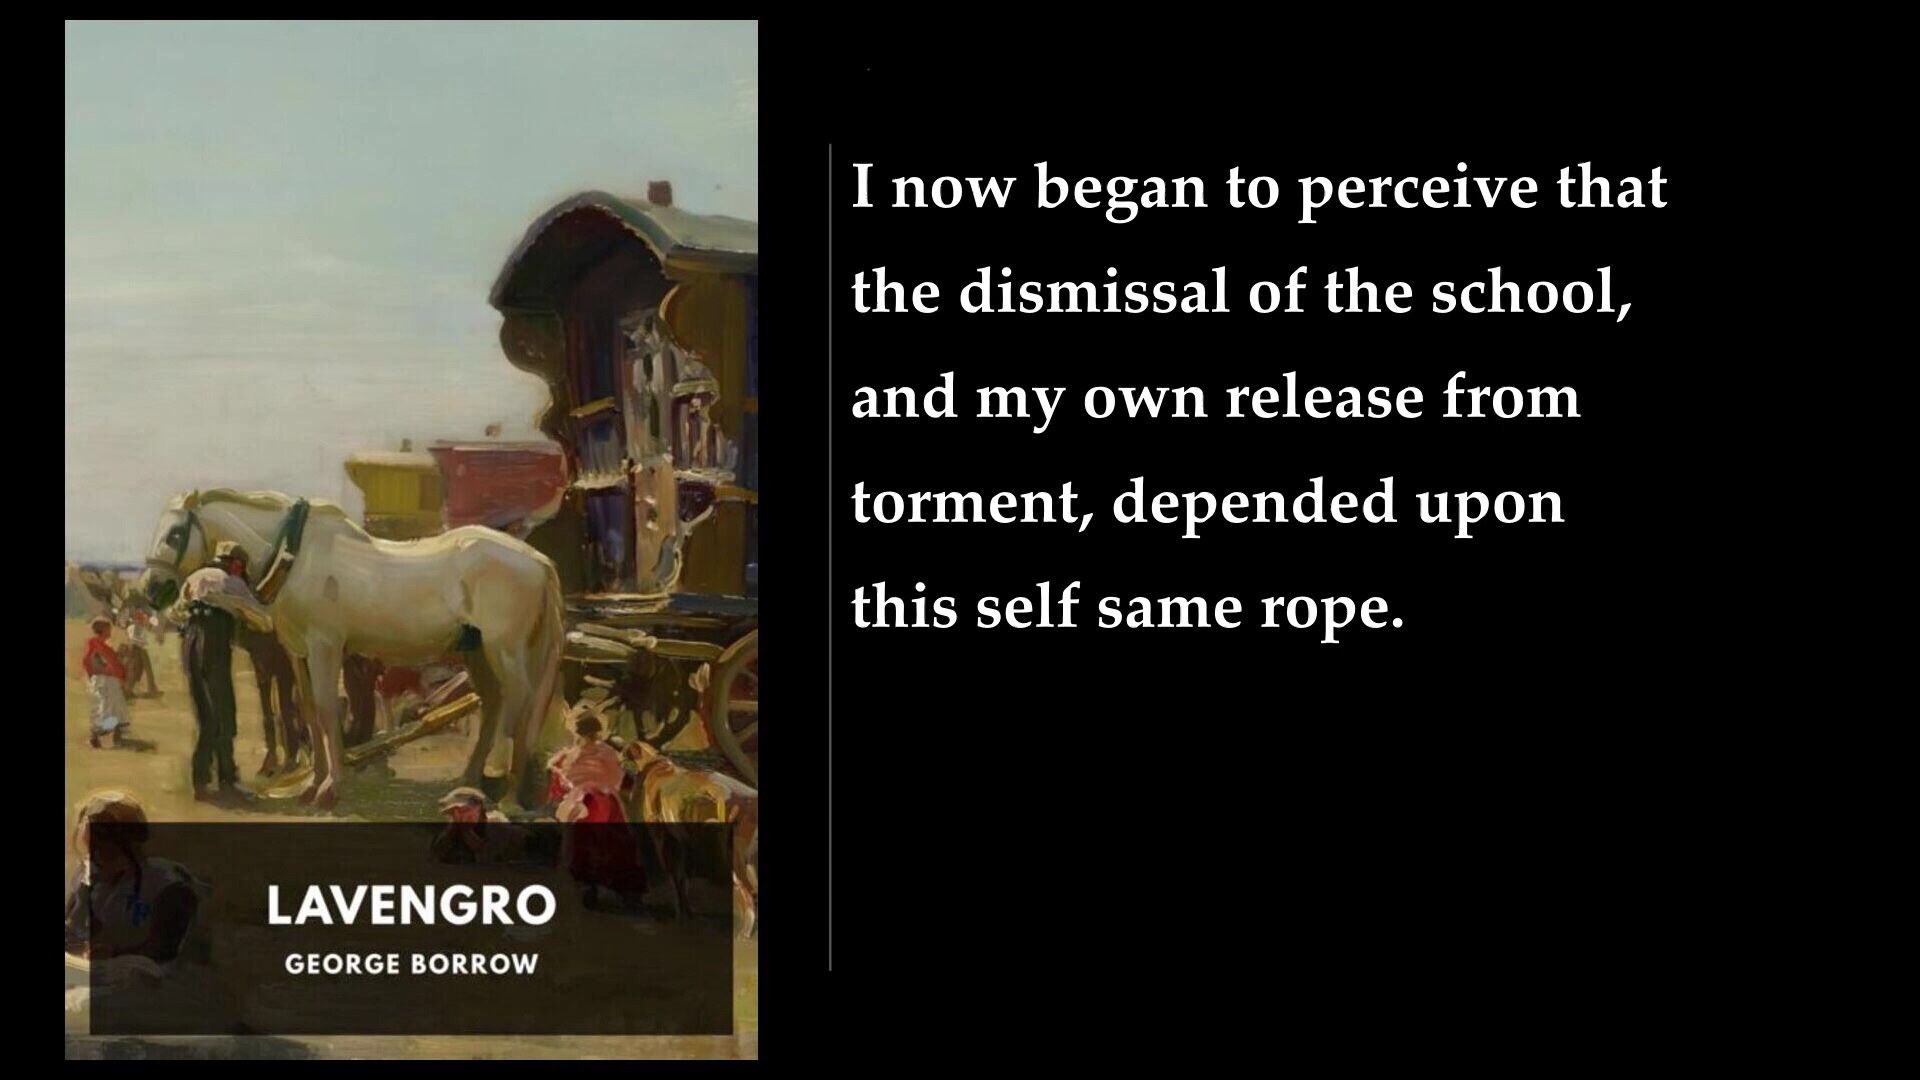 I now began to perceive that
the dismissal of the school,
and my own release from
torment, depended upon
this self same rope.
LAVENGRO
GEORGE BORROW